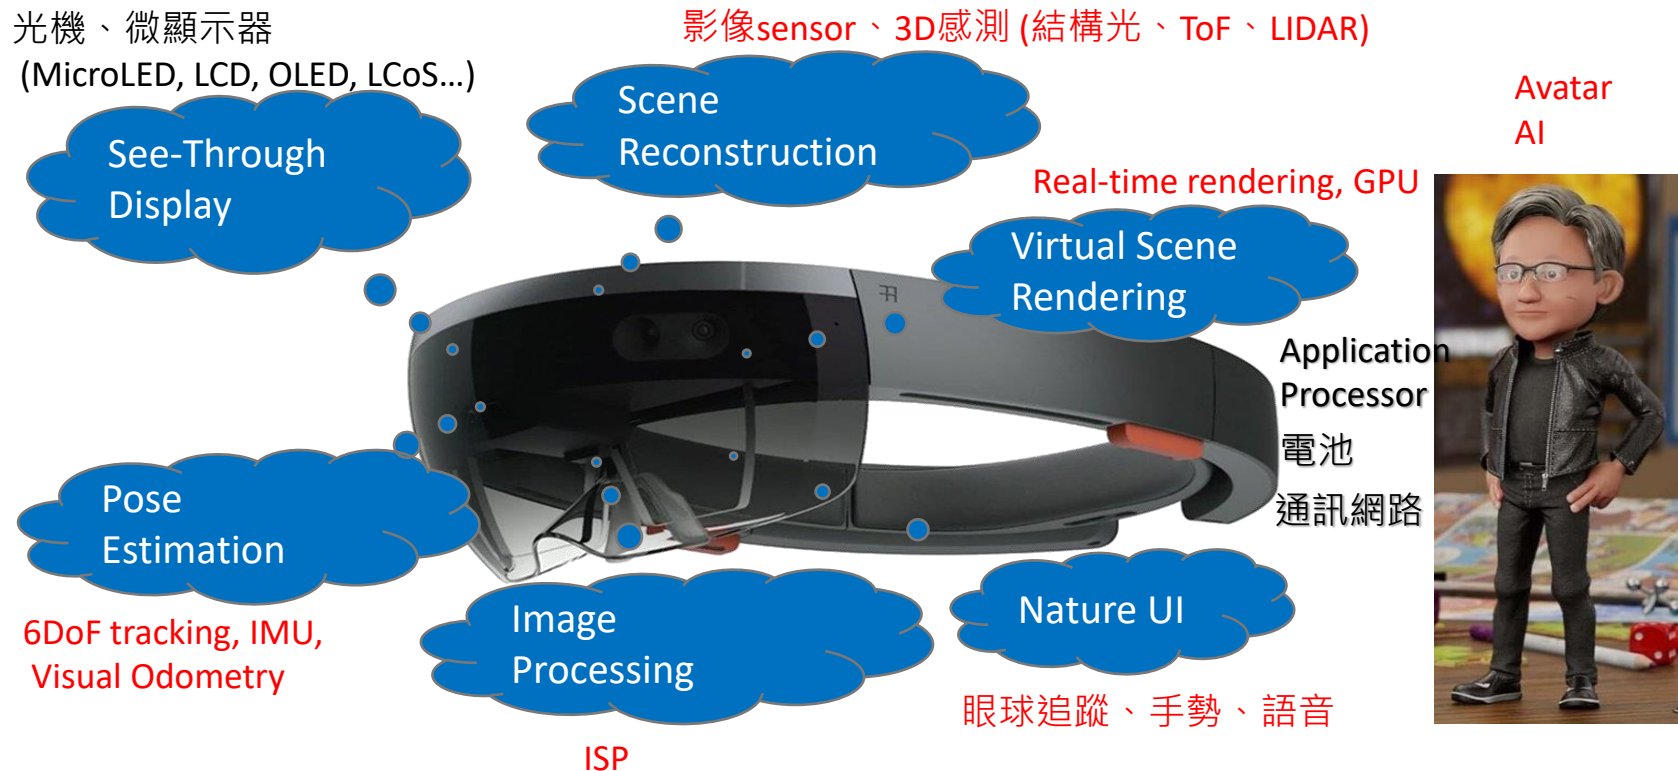 光機、微顯示器
(MicroLED, LCD, OLED, LCoS…)
影像sensor、3D感測 (結構光、ToF、LIDAR)
Avatar
AI
See-Through
Display
Scene
Reconstruction
Real-time rendering, GPU
Virtual Scene
Rendering
Application
Processor
電池
通訊網路
Pose
Estimation
6DoF tracking, IMU,
Visual Odometry
Image
Processing
ISP
Nature UI
眼球追蹤、手勢、語音